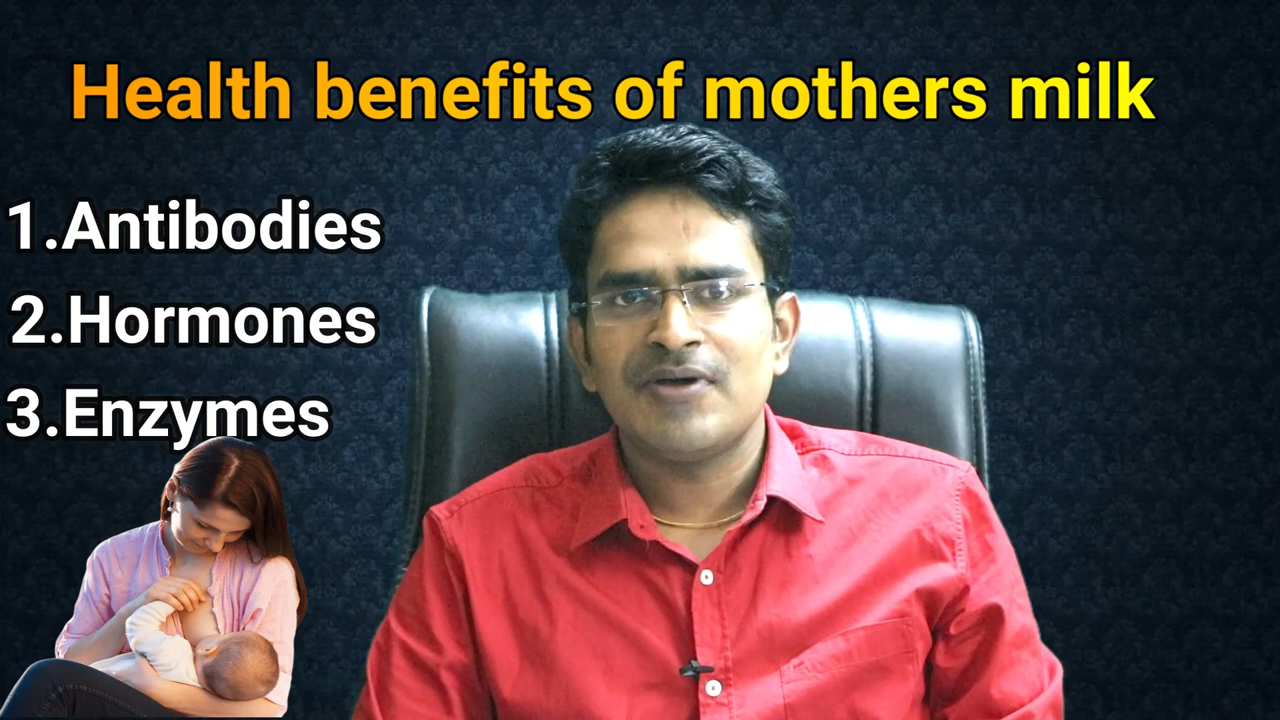 Health benefits of mothers milk
1.Antibodies
2.Hormones
3.Enzymes